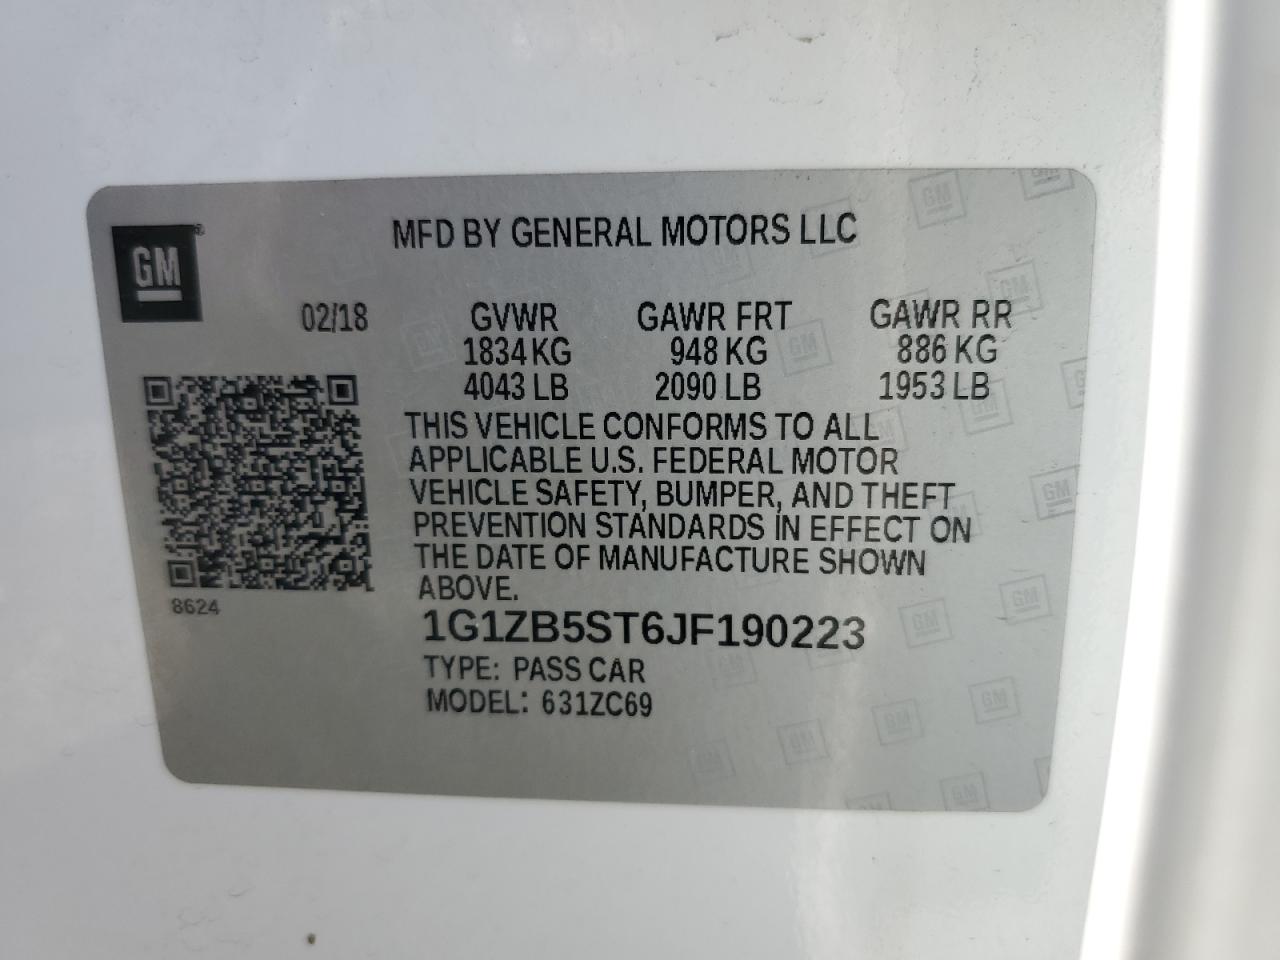 MFD BY GENERAL MOTORS LLC
GM
02/18 GVWR GAWR FRT GAWR RR
1834 KG 948 KG 886 KG
4043 LB 2090 LB 1953 LB
THIS VEHICLE CONFORMS TO ALL
APPLICABLE U.S. FEDERAL MOTOR
VEHICLE SAFETY, BUMPER, AND THEFT
PREVENTION STANDARDS IN EFFECT ON
THE DATE OF MANUFACTURE SHOWN
ABOVE.
8624
1G1ZB5ST6JF190223
TYPE: PASS CAR
MODEL: 631ZC69